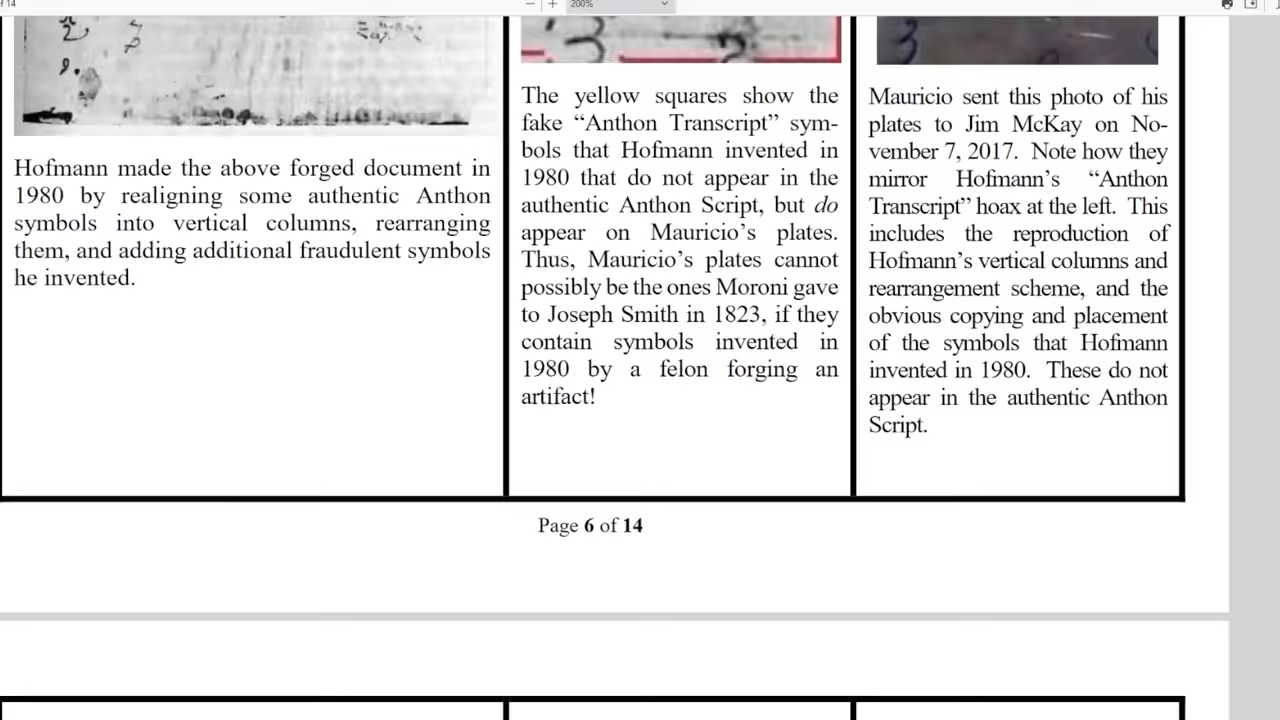 f 14
200%
Hofmann made the above forged document in
1980 by realigning some authentic Anthon
symbols into vertical columns, rearranging
them, and adding additional fraudulent symbols
he invented.
The yellow squares show the
fake “Anthon Transcript” sym-
bols that Hofmann invented in
1980 that do not appear in the
authentic Anthon Script, but do
appear on Mauricio’s plates.
Thus, Mauricio’s plates cannot
possibly be the ones Moroni gave
to Joseph Smith in 1823, if they
contain symbols invented in
1980 by a felon forging an
artifact!
Mauricio sent this photo of his
plates to Jim McKay on No-
vember 7, 2017. Note how they
mirror Hofmann’s “Anthon
Transcript” hoax at the left. This
includes the reproduction of
Hofmann’s vertical columns and
rearrangement scheme, and the
obvious copying and placement
of the symbols that Hofmann
invented in 1980. These do not
appear in the authentic Anthon
Script.
Page 6 of 14